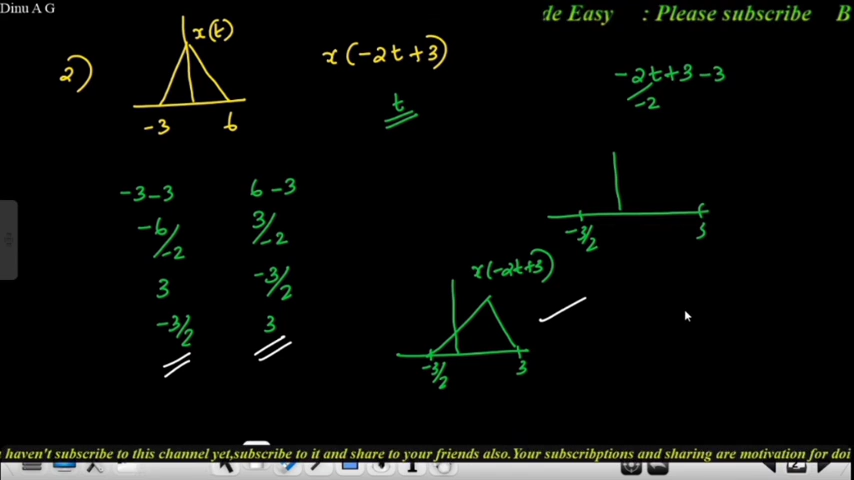 Dinu A G
de Easy : Please subscribe B
2)
x(t)
-3 6
x(-2t+3)
t
-2t+3-3
-2
-3-3 6-3
-6/-2 3/-2
3 -3/2
-3/2 3
-3/2 3
x(-2t+3)
-3/2 3
haven't subscribe to this channel yet,subscribe to it and share to your friends also.Your subscribptions and sharing are motivation for doi